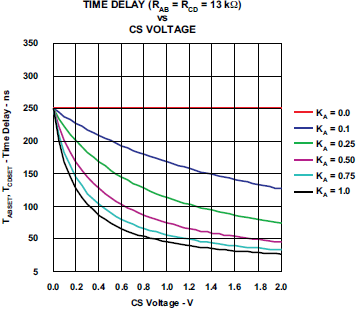 TIME DELAY (RAB = RCD = 13 kΩ)
vs
CS VOLTAGE
350
300
250
200
150
100
50
5
TABSET, TCDSET - Time Delay - ns
0.0 0.2 0.4 0.6 0.8 1.0 1.2 1.4 1.6 1.8 2.0
CS Voltage - V
KA = 0.0
KA = 0.1
KA = 0.25
KA = 0.50
KA = 0.75
KA = 1.0